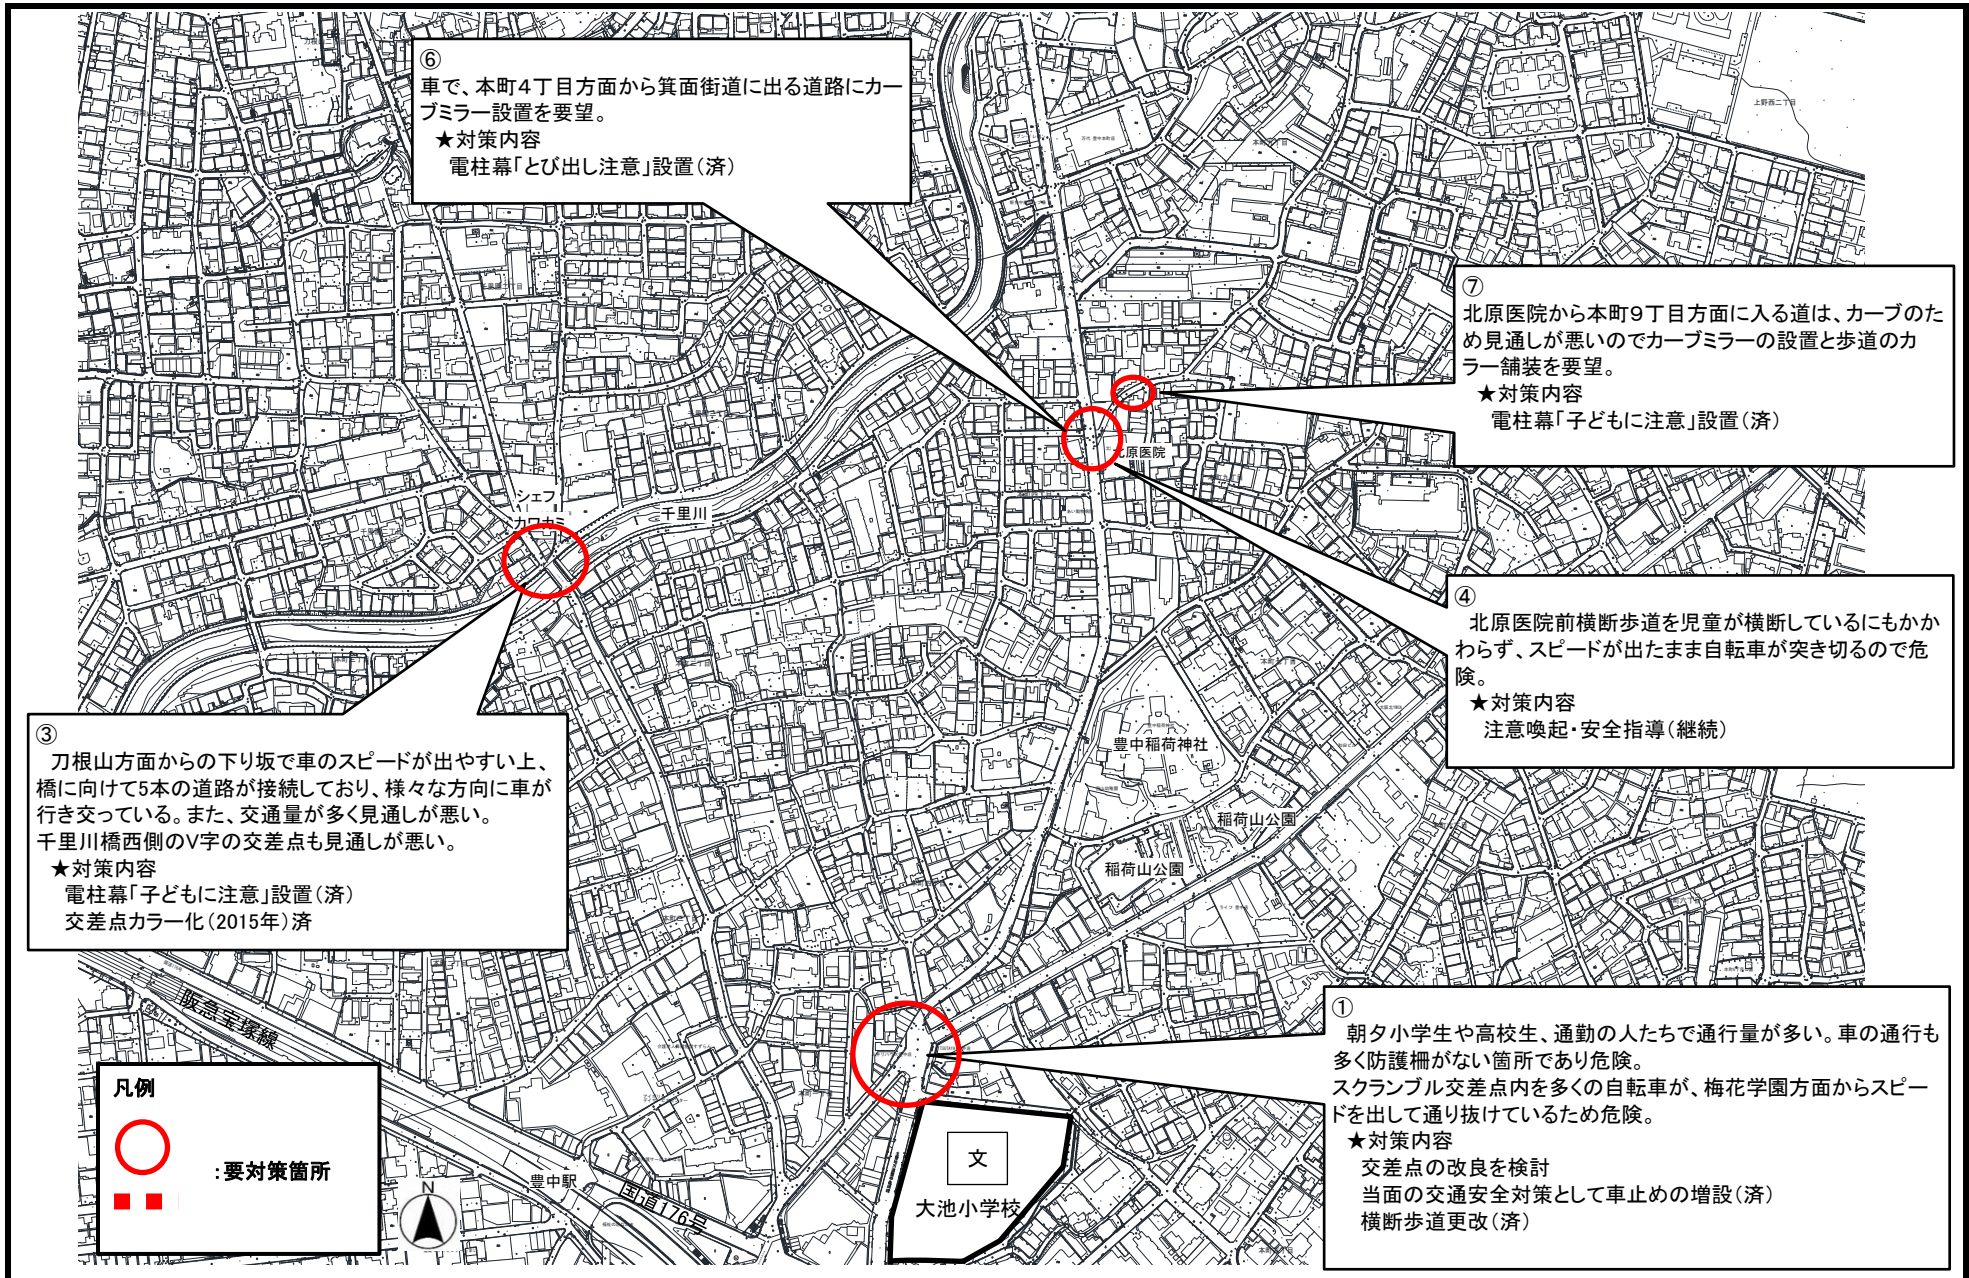 ⑥
車で、本町4丁目方面から箕面街道に出る道路にカー
ブミラー設置を要望。
★対策内容
電柱幕「とび出し注意」設置(済)
上野西二丁目
⑦
北原医院から本町9丁目方面に入る道は、カーブのた
め見通しが悪いのでカーブミラーの設置と歩道のカ
ラー舗装を要望。
★対策内容
電柱幕「子どもに注意」設置(済)
北原医院
シェフ
カワカミ
千里川
④
北原医院前横断歩道を児童が横断しているにもかか
わらず、スピードが出たまま自転車が突き切るので危
険。
★対策内容
注意喚起・安全指導(継続)
③
刀根山方面からの下り坂で車のスピードが出やすい上、
橋に向けて5本の道路が接続しており、様々な方向に車が
行き交っている。また、交通量が多く見通しが悪い。
千里川橋西側のV字の交差点も見通しが悪い。
★対策内容
電柱幕「子どもに注意」設置(済)
交差点カラー化(2015年)済
豊中稲荷神社
稲荷山公園
稲荷山公園
阪急宝塚線
①
朝夕小学生や高校生、通勤の人たちで通行量が多い。車の通行も
多く防護柵がない箇所であり危険。
スクランブル交差点内を多くの自転車が、梅花学園方面からスピー
ドを出して通り抜けているため危険。
★対策内容
交差点の改良を検討
当面の交通安全対策として車止めの増設(済)
横断歩道更改(済)
凡例
:要対策箇所
N
豊中駅
国道176号
文
大池小学校